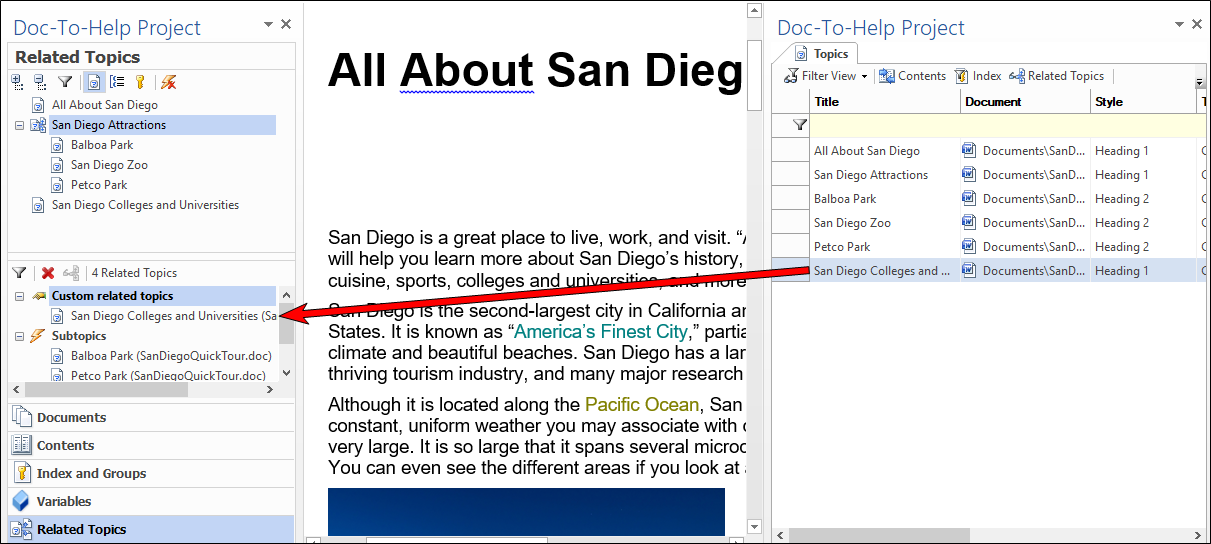 Doc-To-Help Project
Related Topics
All About San Diego
San Diego Attractions
Balboa Park
San Diego Zoo
Petco Park
San Diego Colleges and Universities
4 Related Topics
Custom related topics
San Diego Colleges and Universities (Sa
Subtopics
Balboa Park (SanDiegoQuickTour.doc)
Petco Park (SanDiegoQuickTour.doc)
Documents
Contents
Index and Groups
Variables
Related Topics
All About San Dieg
San Diego is a great place to live, work, and visit. “
will help you learn more about San Diego’s history,
cuisine, sports, colleges and universities, and more
San Diego is the second-largest city in California
States. It is known as “America’s Finest City,” partia
climate and beautiful beaches. San Diego has a lar
thriving tourism industry, and many major research
Although it is located along the Pacific Ocean, San
constant, uniform weather you may associate with
very large. It is so large that it spans several microc
You can even see the different areas if you look at
Doc-To-Help Project
Topics
Filter View Contents Index Related Topics
Title Document Style T
All About San Diego Documents\SanD... Heading 1
San Diego Attractions Documents\SanD... Heading 1
Balboa Park Documents\SanD... Heading 2
San Diego Zoo Documents\SanD... Heading 2
Petco Park Documents\SanD... Heading 2
San Diego Colleges and ... Documents\SanD... Heading 1